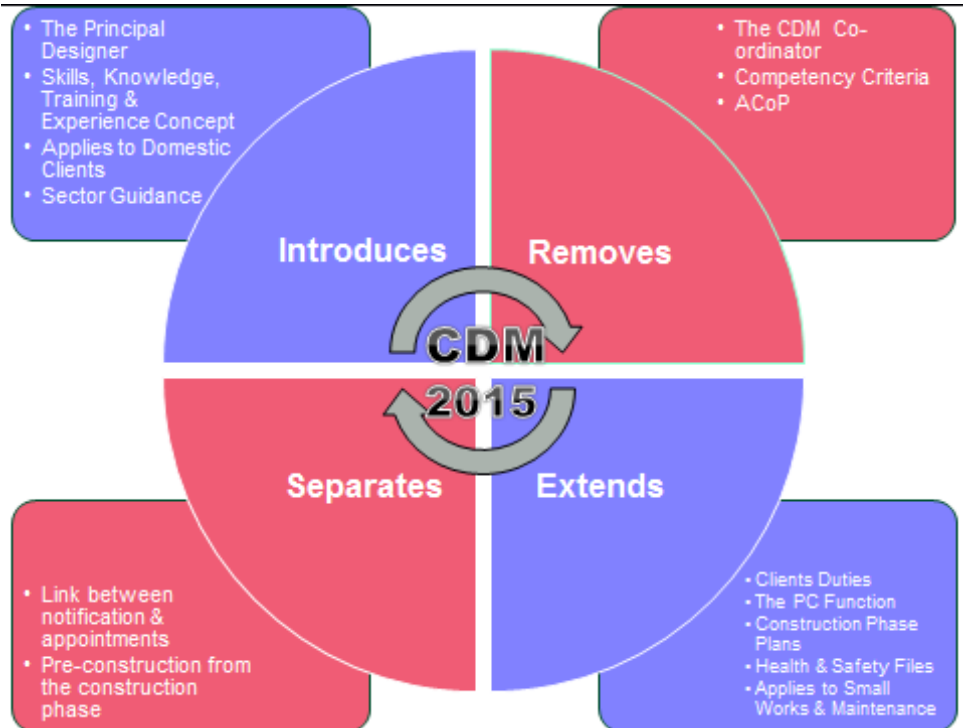 • The Principal
Designer
• Skills, Knowledge,
Training &
Experience Concept
• Applies to Domestic
Clients
• Sector Guidance
• The CDM Co-
ordinator
• Competency Criteria
• ACoP
Introduces
Removes
CDM
2015
Separates
Extends
• Link between
notification &
appointments
• Pre-construction from
the construction
phase
• Clients Duties
• The PC Function
• Construction Phase
Plans
• Health & Safety Files
• Applies to Small
Works & Maintenance